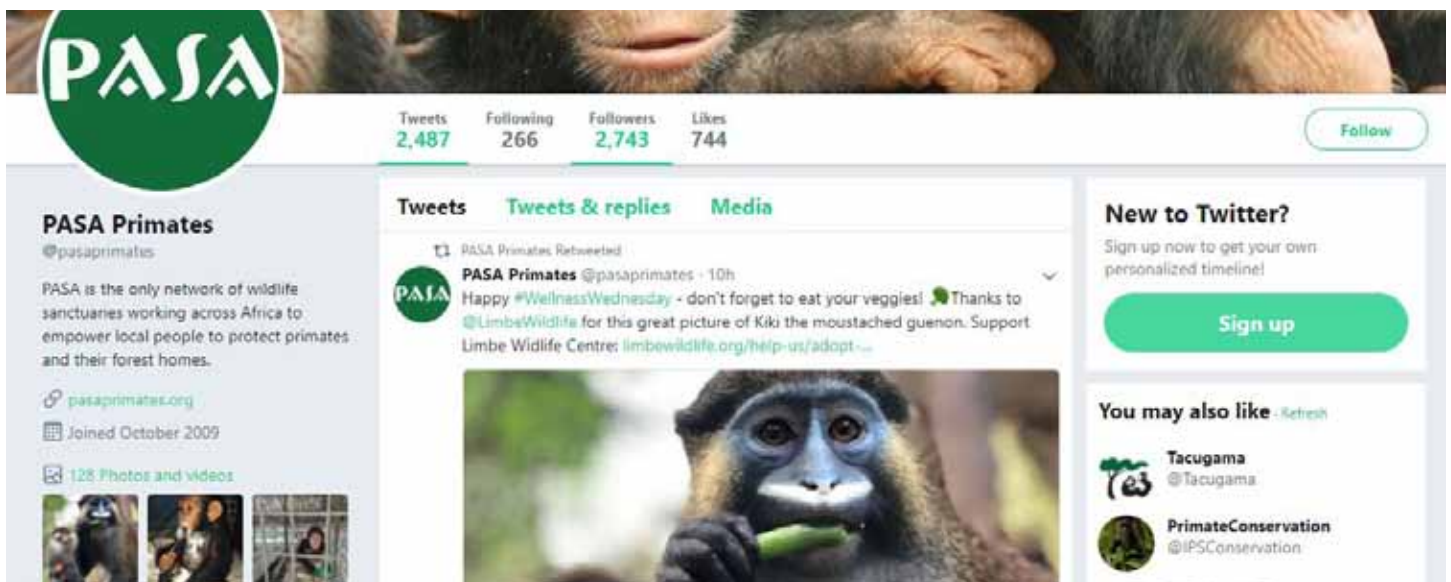 PASA
Tweets Following Followers Likes
2,487 266 2,743 744
Follow
PASA Primates
@pasaprimates
PASA is the only network of wildlife
sanctuaries working across Africa to
empower local people to protect primates
and their forest homes.
pasaprimates.org
Joined October 2009
128 Photos and videos
Tweets Tweets & replies Media
PASA Primates Retweeted
PASA
PASA Primates @pasaprimates · 10h
Happy #WellnessWednesday - don't forget to eat your veggies! Thanks to
@LimbeWildlife for this great picture of Kiki the moustached guenon. Support
Limbe Widlife Centre: limbewildlife.org/help-us/adopt-...
New to Twitter?
Sign up now to get your own
personalized timeline!
Sign up
You may also like · Refresh
Tacugama
@Tacugama
PrimateConservation
@IPSConservation